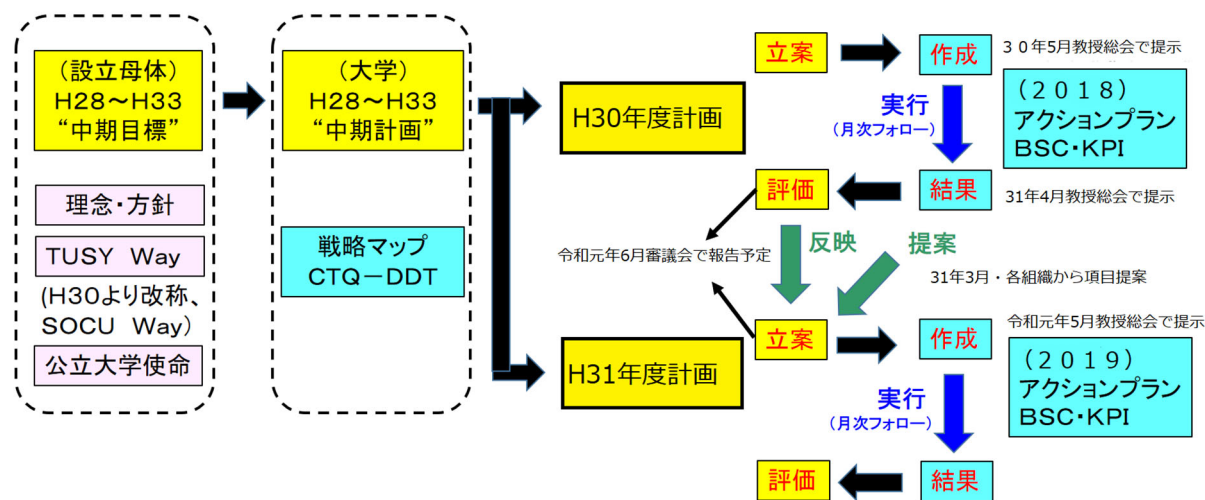 (設立母体)
H28～H33
“中期目標”
理念・方針
TUSY Way
(H30より改称、
SOCU Way)
公立大学使命
(大学)
H28～H33
“中期計画”
戦略マップ
CTQ－DDT
H30年度計画
H31年度計画
立案
作成
30年5月教授総会で提示
実行
(月次フォロー)
(2018)
アクションプラン
BSC・KPI
評価
結果
31年4月教授総会で提示
反映
提案
令和元年6月審議会で報告予定
31年3月・各組織から項目提案
立案
作成
令和元年5月教授総会で提示
実行
(月次フォロー)
(2019)
アクションプラン
BSC・KPI
評価
結果